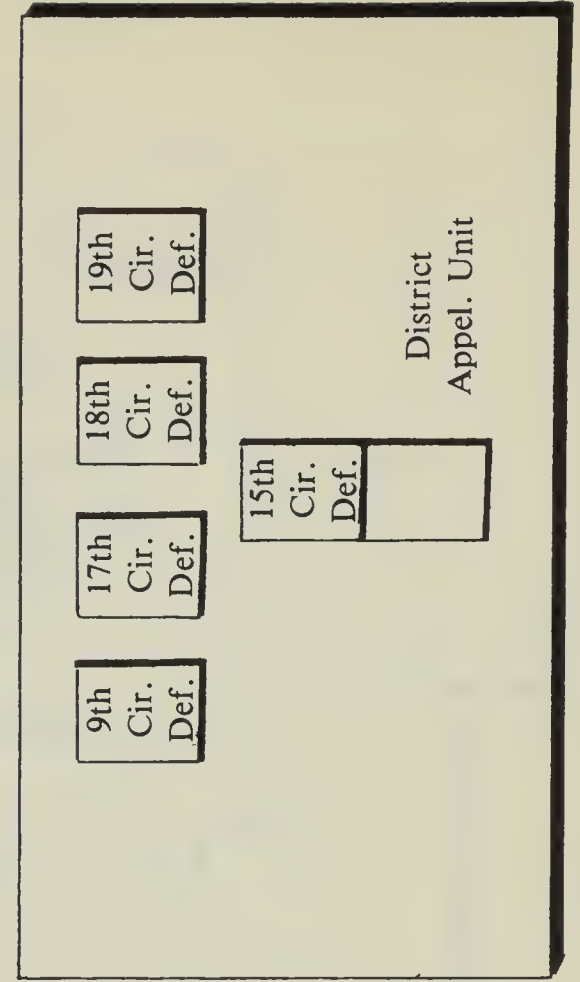 9th
Cir.
Def.
17th
Cir.
Def.
18th
Cir.
Def.
19th
Cir.
Def.
15th
Cir.
Def.
District
Appel. Unit